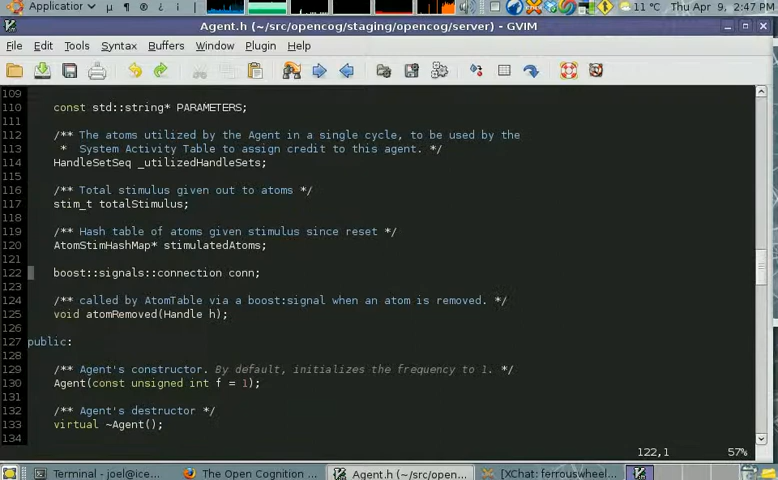 Applicatior
11 °C
Thu Apr 9, 2:47 PM
Agent.h (~/src/opencog/staging/opencog/server) - GVIM
File Edit Tools Syntax Buffers Window Plugin Help
109
110 const std::string* PARAMETERS;
111
112 /** The atoms utilized by the Agent in a single cycle, to be used by the
113 * System Activity Table to assign credit to this agent. */
114 HandleSetSeq _utilizedHandleSets;
115
116 /** Total stimulus given out to atoms */
117 stim_t totalStimulus;
118
119 /** Hash table of atoms given stimulus since reset */
120 AtomStimHashMap* stimulatedAtoms;
121
122 boost::signals::connection conn;
123
124 /** called by AtomTable via a boost:signal when an atom is removed. */
125 void atomRemoved(Handle h);
126
127 public:
128
129 /** Agent's constructor. By default, initializes the frequency to 1. */
130 Agent(const unsigned int f = 1);
131
132 /** Agent's destructor */
133 virtual ~Agent();
134
122,1 57%
Terminal - joel@ice... The Open Cognition ... Agent.h (~/src/open... [XChat: ferrouswheel...